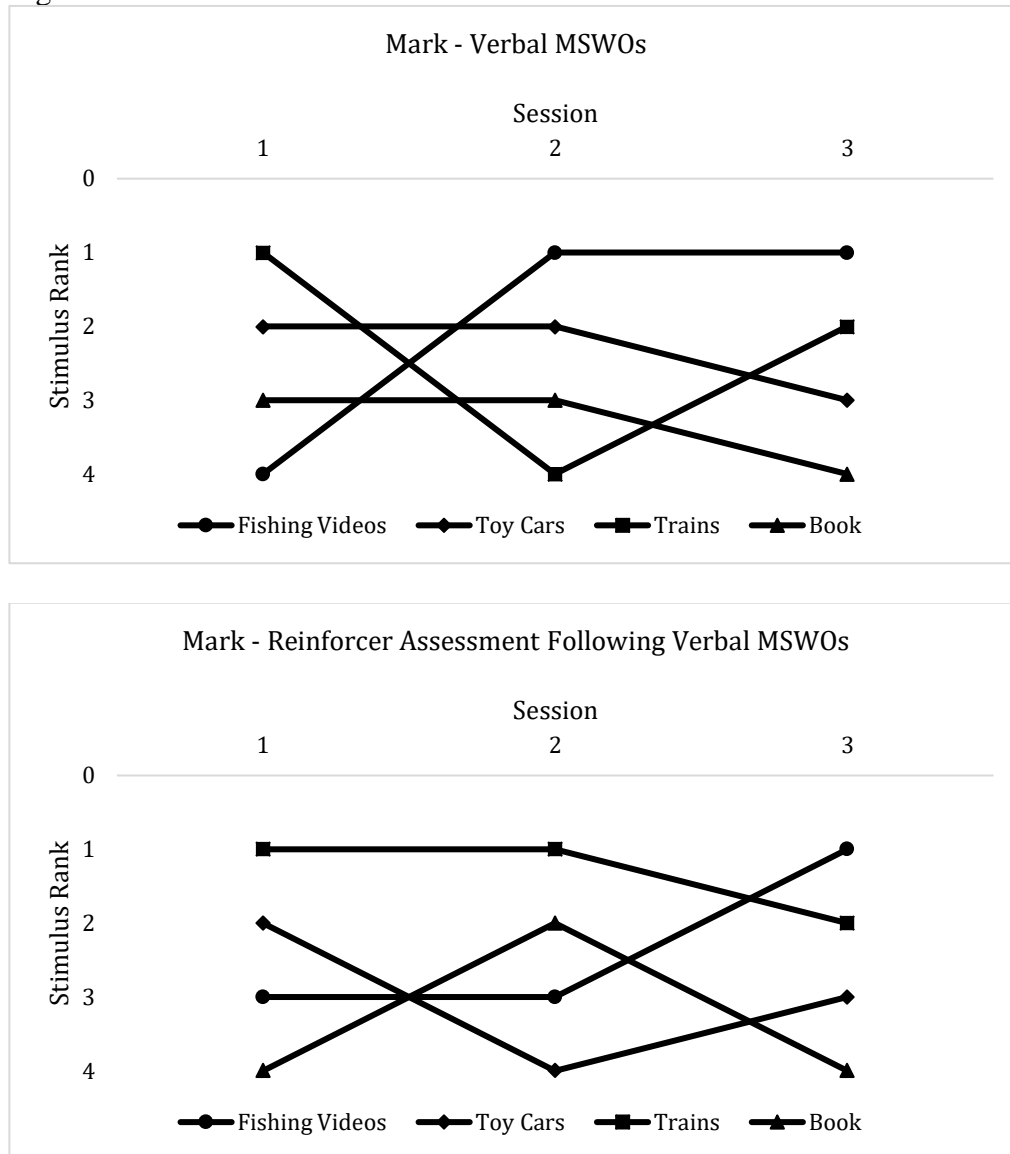 Mark - Verbal MSWOs
Session
1 2 3
0
1
2
3
4
Stimulus Rank
Fishing Videos Toy Cars Trains Book
Mark - Reinforcer Assessment Following Verbal MSWOs
Session
1 2 3
0
1
2
3
4
Stimulus Rank
Fishing Videos Toy Cars Trains Book